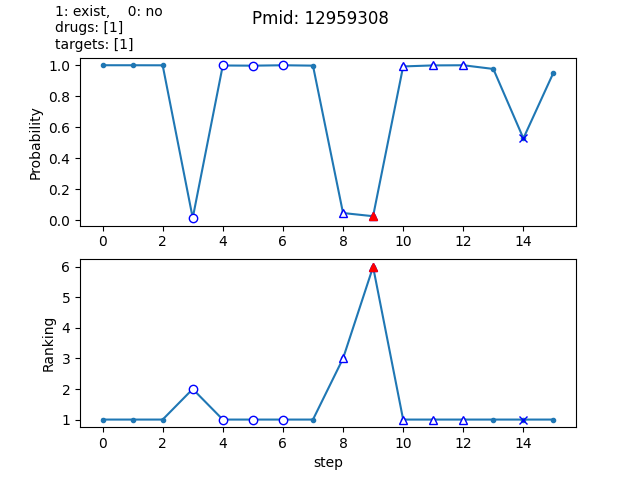 1: exist,    0: no
drugs: [1]
targets: [1]
Pmid: 12959308
Probability
1.0
0.8
0.6
0.4
0.2
0.0
0 2 4 6 8 10 12 14
Ranking
6
5
4
3
2
1
0 2 4 6 8 10 12 14
step